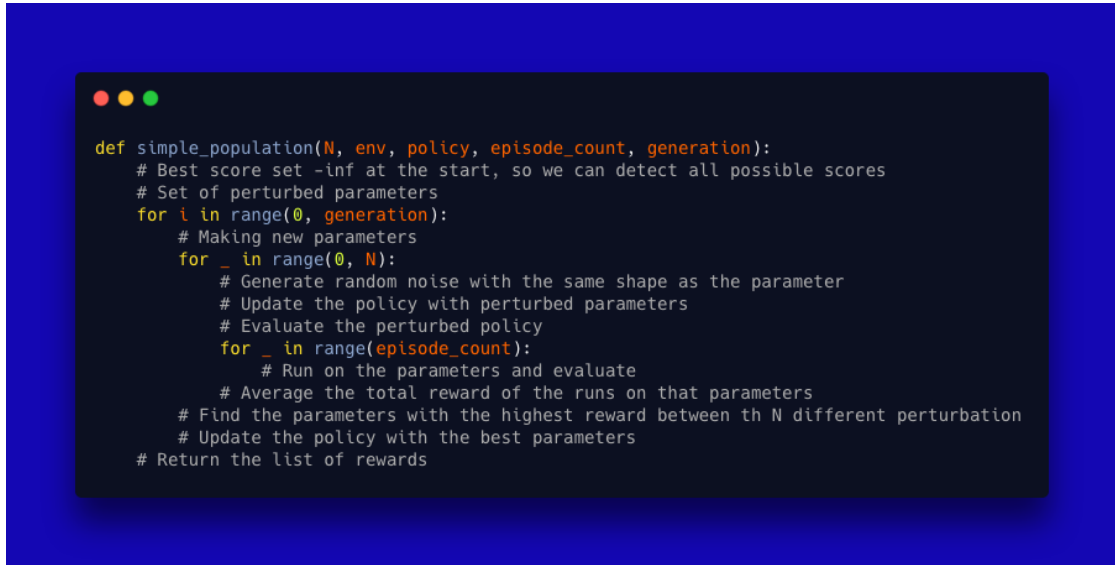 def simple_population(N, env, policy, episode_count, generation):
    # Best score set -inf at the start, so we can detect all possible scores
    # Set of perturbed parameters
    for i in range(0, generation):
        # Making new parameters
        for _ in range(0, N):
            # Generate random noise with the same shape as the parameter
            # Update the policy with perturbed parameters
            # Evaluate the perturbed policy
            for _ in range(episode_count):
                # Run on the parameters and evaluate
            # Average the total reward of the runs on that parameters
        # Find the parameters with the highest reward between th N different perturbation
        # Update the policy with the best parameters
    # Return the list of rewards